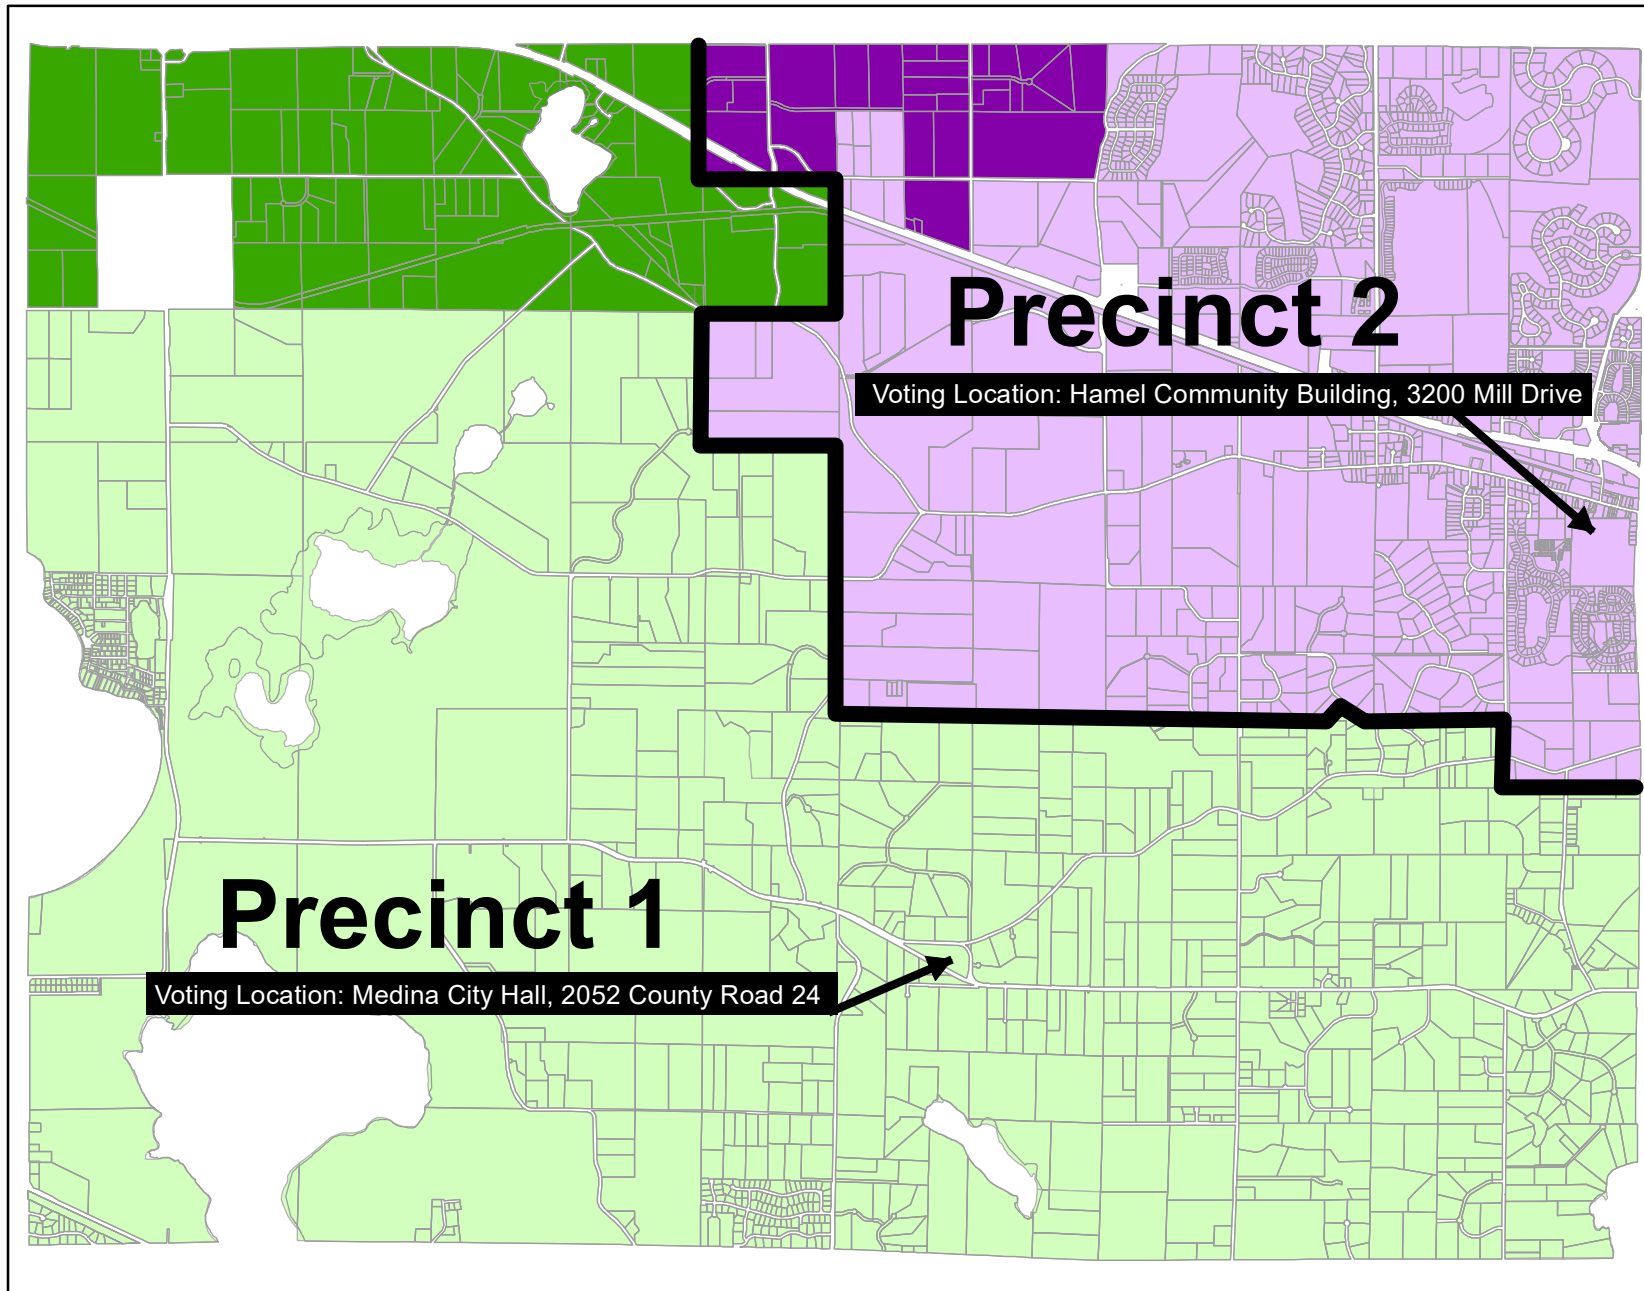 Precinct 2
Voting Location: Hamel Community Building, 3200 Mill Drive
Precinct 1
Voting Location: Medina City Hall, 2052 County Road 24